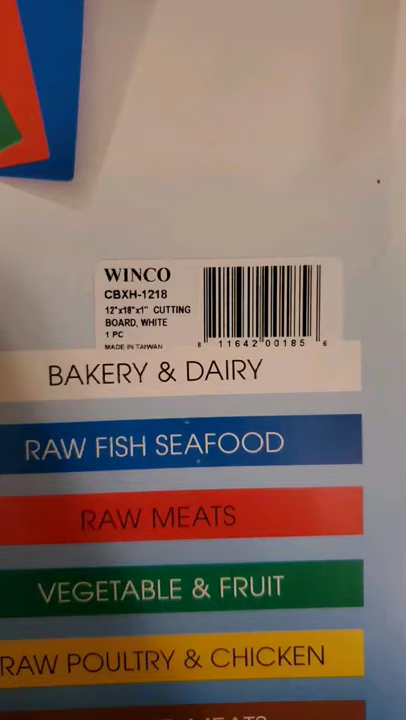 WINCO
CBXH-1218
12"x18"x1" CUTTING
BOARD, WHITE
1 PC
MADE IN TAIWAN
8 11642 00185 6
BAKERY & DAIRY
RAW FISH SEAFOOD
RAW MEATS
VEGETABLE & FRUIT
RAW POULTRY & CHICKEN
MEATS